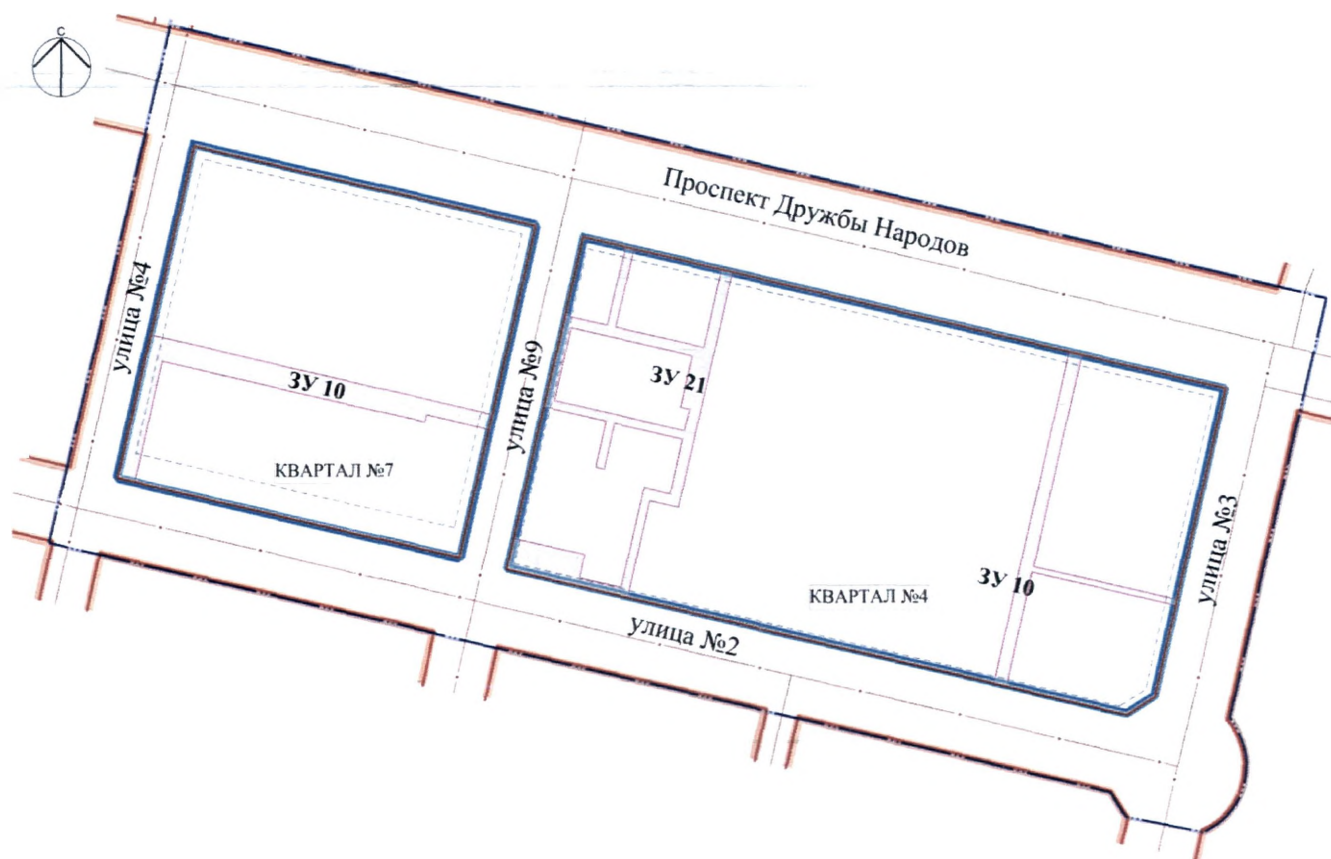 С
Проспект Дружбы Народов
улица №4
улица №9
ЗУ 10
ЗУ 21
КВАРТАЛ №7
улица №3
ЗУ 10
КВАРТАЛ №4
улица №2